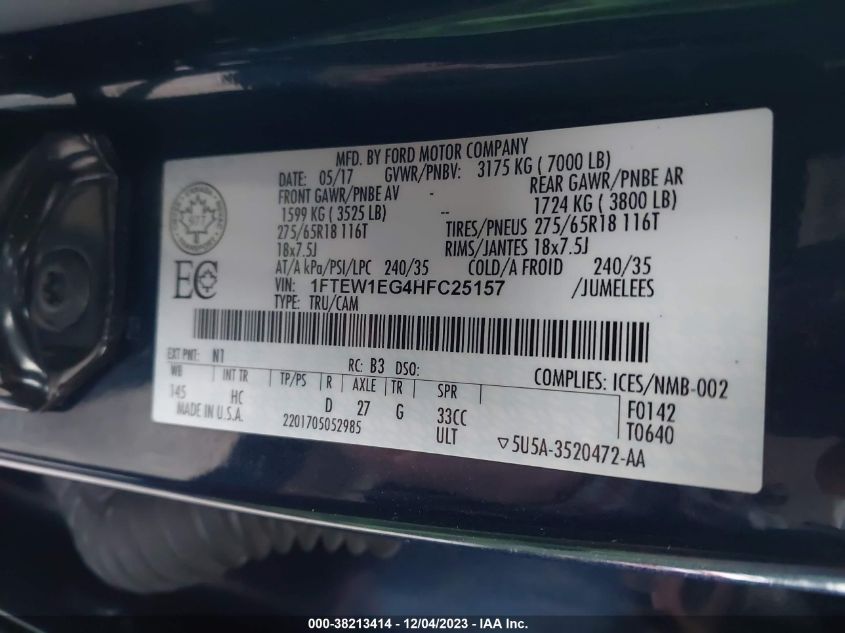 MFD. BY FORD MOTOR COMPANY
DATE: 05/17 GVWR/PNBV: 3175 KG ( 7000 LB)
FRONT GAWR/PNBE AV - REAR GAWR/PNBE AR
1599 KG ( 3525 LB) -- 1724 KG ( 3800 LB)
275/65R18 116T TIRES/PNEUS 275/65R18 116T
18x7.5J RIMS/JANTES 18x7.5J
AT/A kPa/PSI/LPC 240/35 COLD/A FROID 240/35
VIN: 1FTEW1EG4HFC25157 /JUMELEES
TYPE: TRU/CAM
EC
EXT PNT: N1 RC: B3 DSO:
COMPLIES: ICES/NMB-002
WB INT TR TP/PS R AXLE TR SPR
145 HC D 27 G 33CC
F0142
MADE IN U.S.A. 2201705052985 ULT
T0640
▽5U5A-3520472-AA
000-38213414 - 12/04/2023 - IAA Inc.